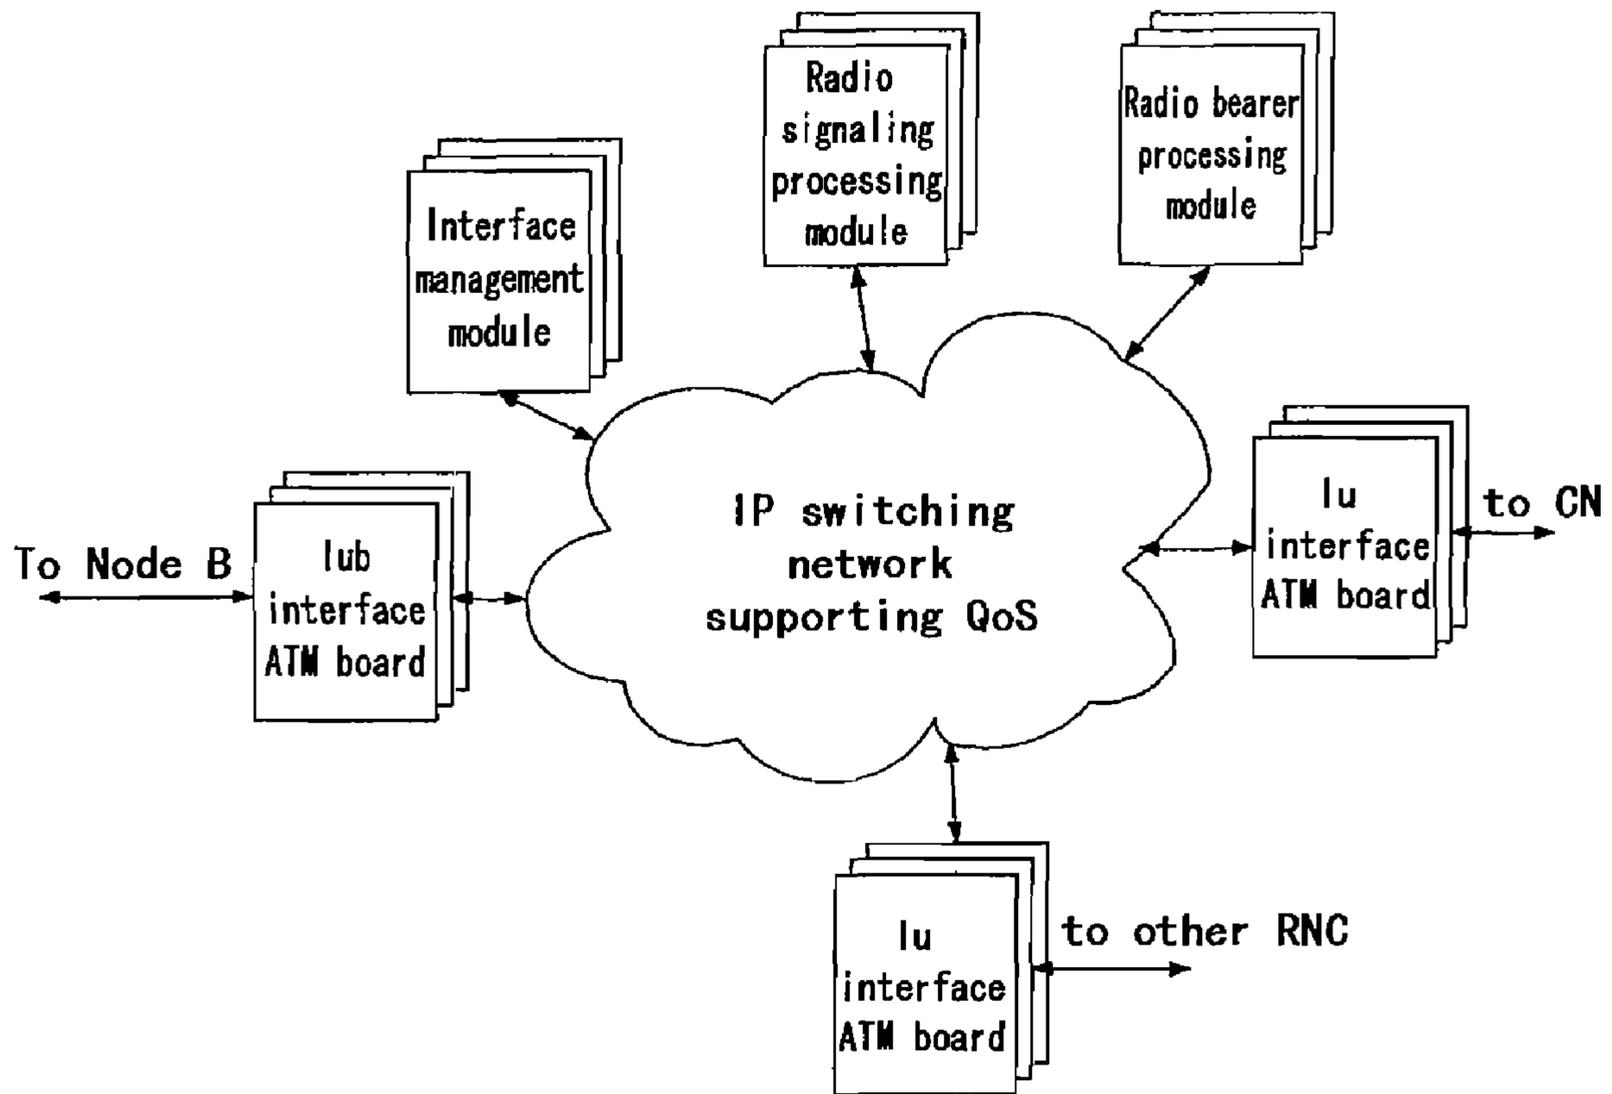 Radio
signaling
processing
module
Radio bearer
processing
module
Interface
management
module
IP switching
network
supporting QoS
Iu
interface
ATM board
to CN
To Node B
Iub
interface
ATM board
Iu
interface
ATM board
to other RNC